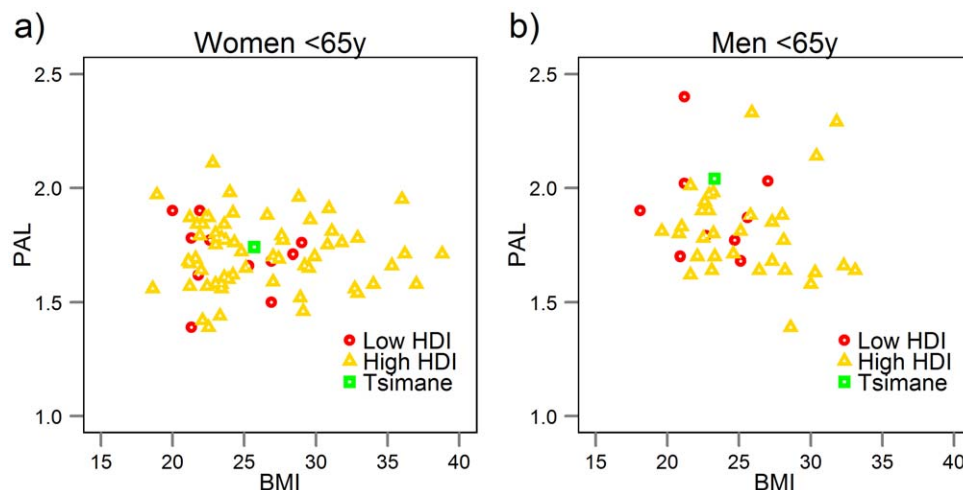 a)
Women <65y
PAL
2.5
2.0
1.5
1.0
Low HDI
High HDI
Tsimane
15 20 25 30 35 40
BMI
b)
Men <65y
PAL
2.5
2.0
1.5
1.0
Low HDI
High HDI
Tsimane
15 20 25 30 35 40
BMI